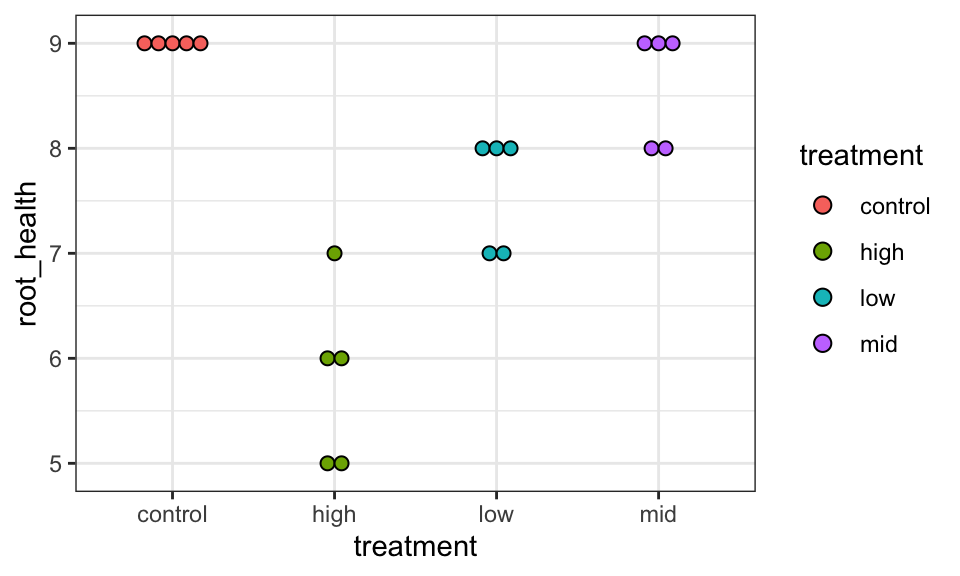 9
8
7
6
5
root_health
control high low mid
treatment
treatment
control
high
low
mid